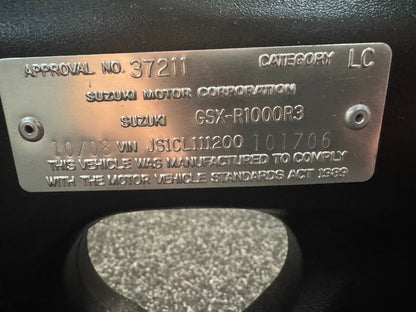 APPROVAL NO. 37211 CATEGORY LC
SUZUKI MOTOR CORPORATION
SUZUKI GSX-R1000R3
10/03 VIN JS1CL111200 101706
THIS VEHICLE WAS MANUFACTURED TO COMPLY
WITH THE MOTOR VEHICLE STANDARDS ACT 1989